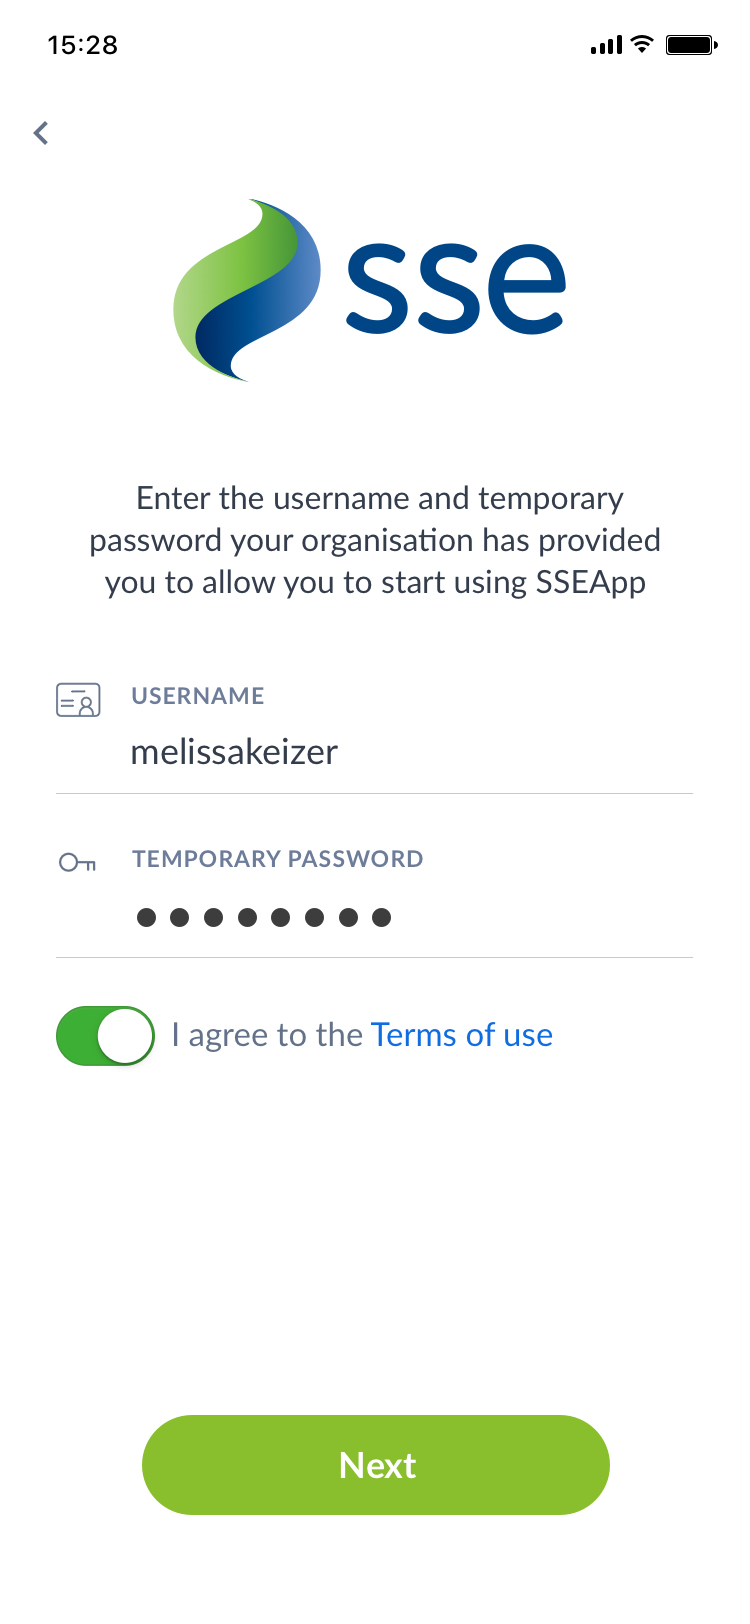 15:28
sse
Enter the username and temporary
password your organisation has provided
you to allow you to start using SSEApp
USERNAME
melissakeizer
TEMPORARY PASSWORD
●●●●●●●●
I agree to the Terms of use
Next